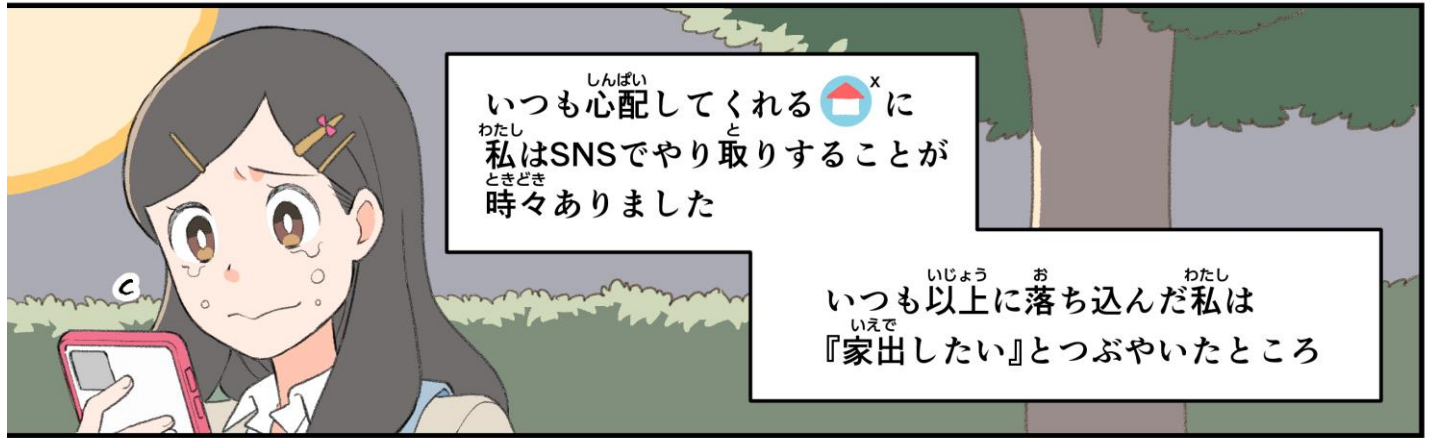 いつも心配してくれる xに
私はSNSでやり取りすることが
時々ありました
いつも以上に落ち込んだ私は
『家出したい』とつぶやいたところ